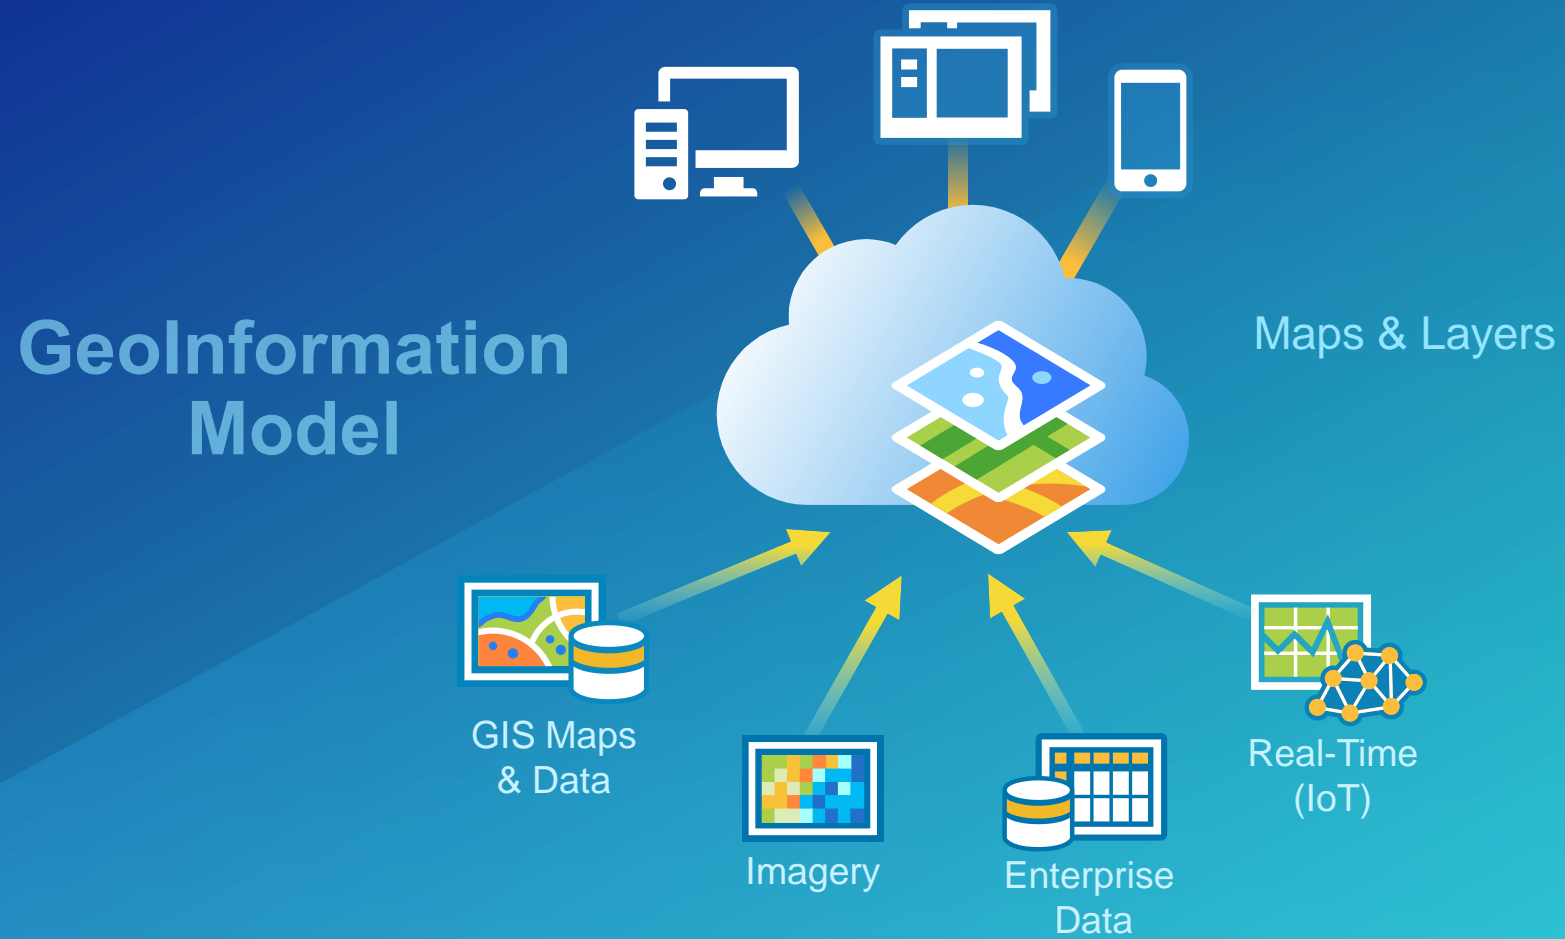 GeoInformation
Model
Maps & Layers
GIS Maps
& Data
Imagery
Enterprise
Data
Real-Time
(IoT)